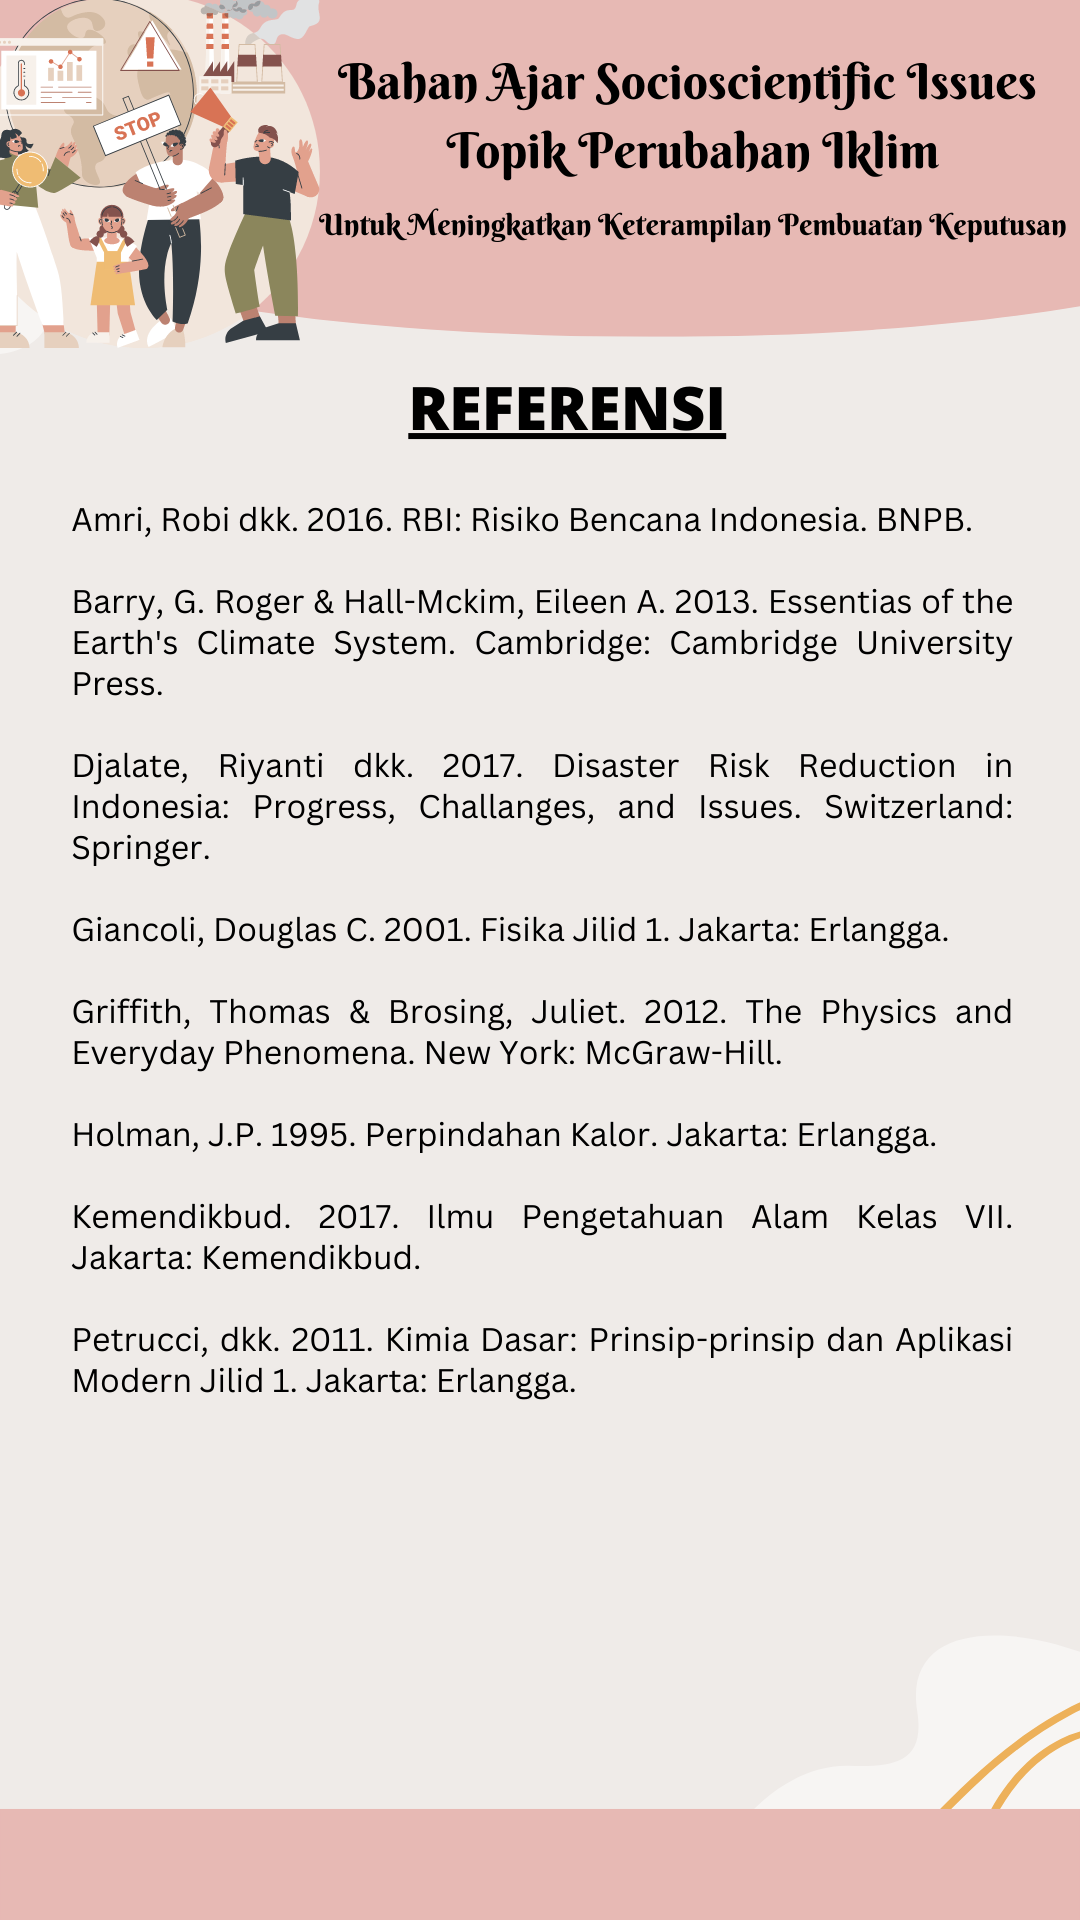 STOP
Bahan Ajar Socioscientific Issues
Topik Perubahan Iklim
Untuk Meningkatkan Keterampilan Pembuatan Keputusan
REFERENSI
Amri, Robi dkk. 2016. RBI: Risiko Bencana Indonesia. BNPB.
Barry, G. Roger & Hall-Mckim, Eileen A. 2013. Essentias of the
Earth's Climate System. Cambridge: Cambridge University
Press.
Djalate, Riyanti dkk. 2017. Disaster Risk Reduction in
Indonesia: Progress, Challanges, and Issues. Switzerland:
Springer.
Giancoli, Douglas C. 2001. Fisika Jilid 1. Jakarta: Erlangga.
Griffith, Thomas & Brosing, Juliet. 2012. The Physics and
Everyday Phenomena. New York: McGraw-Hill.
Holman, J.P. 1995. Perpindahan Kalor. Jakarta: Erlangga.
Kemendikbud. 2017. Ilmu Pengetahuan Alam Kelas VII.
Jakarta: Kemendikbud.
Petrucci, dkk. 2011. Kimia Dasar: Prinsip-prinsip dan Aplikasi
Modern Jilid 1. Jakarta: Erlangga.